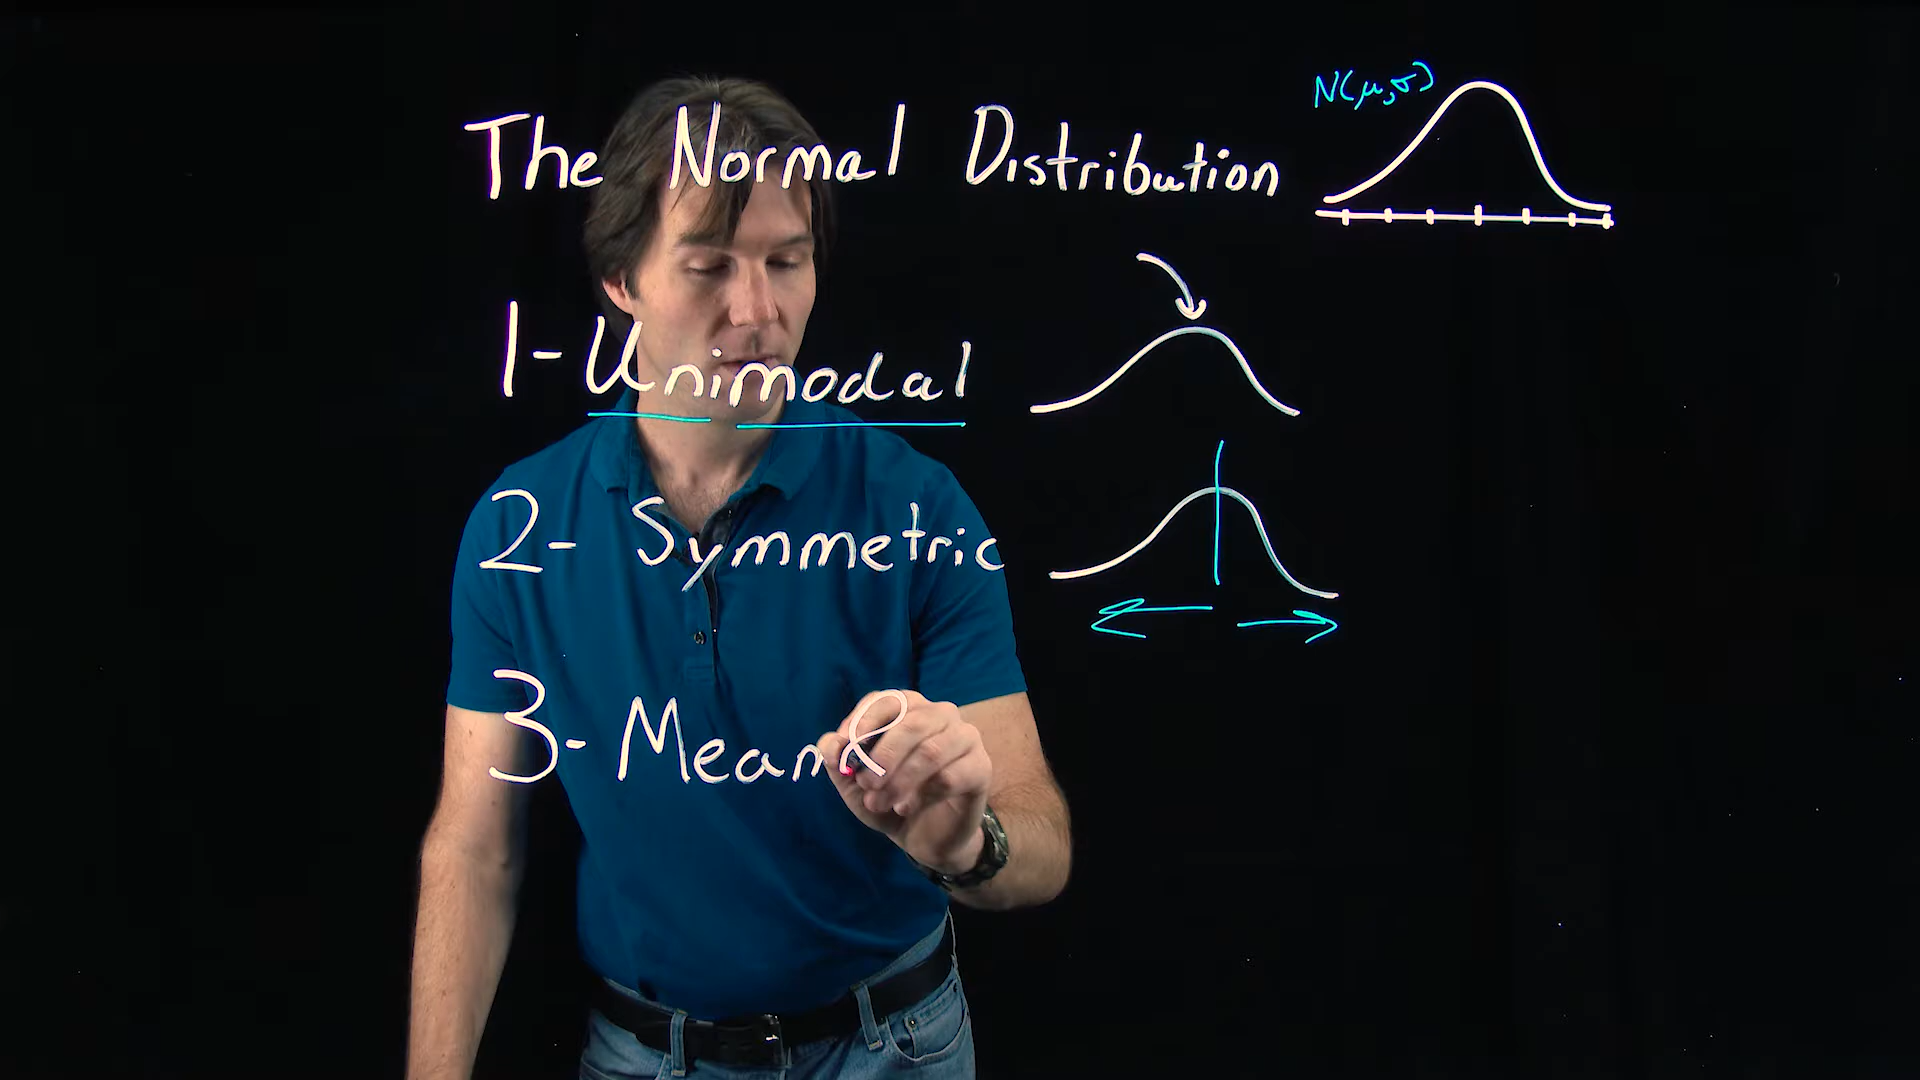 N(μ,σ)
The Normal Distribution
1-Unimodal
2- Symmetric
3- Mean &